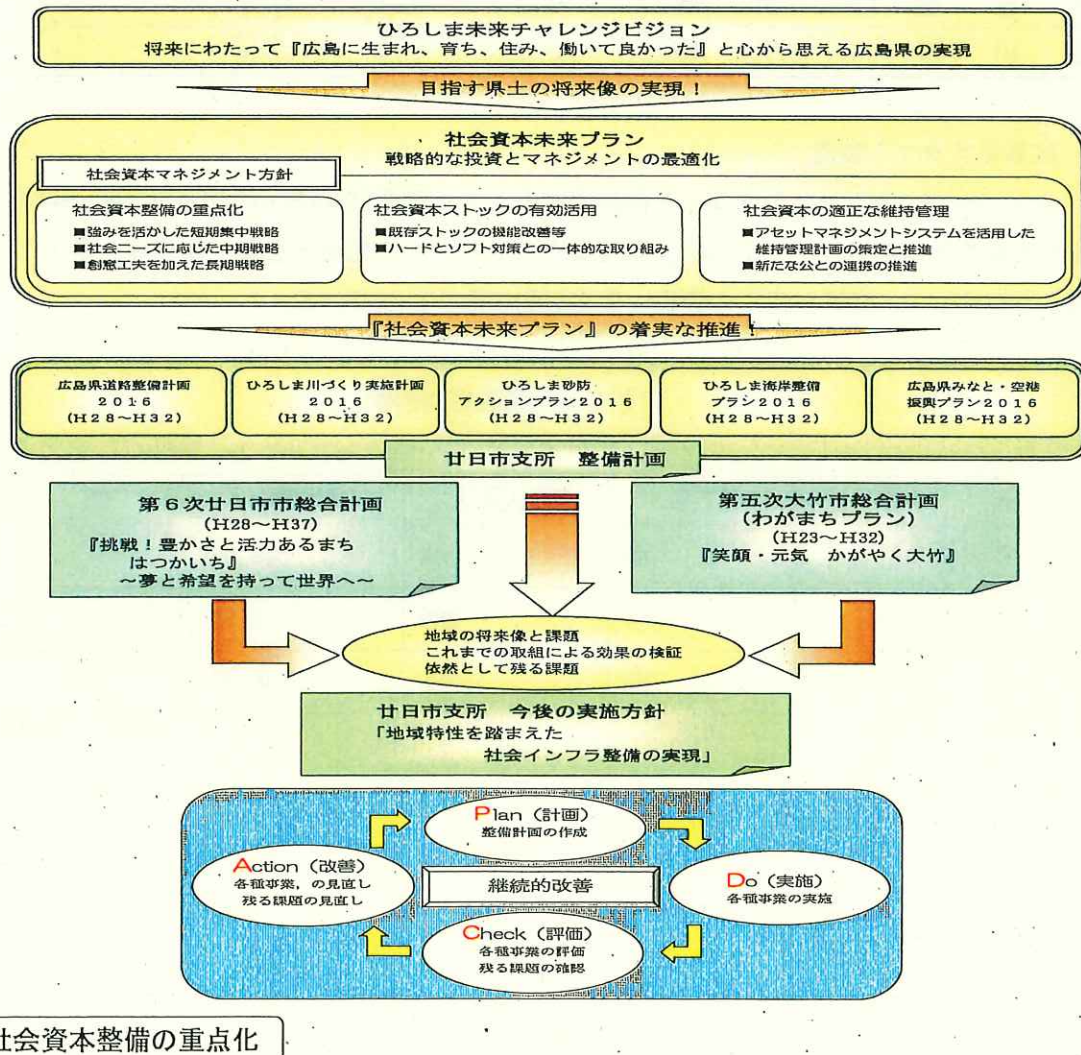 ひろしま未来チャレンジビジョン
将来にわたって『広島に生まれ、育ち、住み、働いて良かった』と心から思える広島県の実現
目指す県土の将来像の実現！
社会資本未来プラン
戦略的な投資とマネジメントの最適化
社会資本マネジメント方針
社会資本整備の重点化
■強みを活かした短期集中戦略
■社会ニーズに応じた中期戦略
■創意工夫を加えた長期戦略
社会資本ストックの有効活用
■既存ストックの機能改善等
■ハードとソフト対策との一体的な取り組み
社会資本の適正な維持管理
■アセットマネジメントシステムを活用した
維持管理計画の策定と推進
■新たな公との連携の推進
『社会資本未来プラン』の着実な推進！
広島県道路整備計画
２０１６
（Ｈ２８～Ｈ３２）
ひろしま川づくり実施計画
２０１６
（Ｈ２８～Ｈ３２）
ひろしま砂防
アクションプラン２０１６
（Ｈ２８～Ｈ３２）
ひろしま海岸整備
プラン２０１６
（Ｈ２８～Ｈ３２）
広島県みなと・空港
振興プラン２０１６
（Ｈ２８～Ｈ３２）
廿日市支所　整備計画
第６次廿日市市総合計画
(H28～H37)
『挑戦！豊かさと活力あるまち
はつかいち』
～夢と希望を持って世界へ～
第五次大竹市総合計画
(わがまちプラン)
(H23～H32)
『笑顔・元気　かがやく大竹』
地域の将来像と課題
これまでの取組による効果の検証
依然として残る課題
廿日市支所　今後の実施方針
「地域特性を踏まえた
社会インフラ整備の実現」
Plan（計画）
整備計画の作成
Action（改善）
各種事業，の見直し
残る課題の見直し
継続的改善
Do（実施）
各種事業の実施
Check（評価）
各種事業の評価
残る課題の確認
社会資本整備の重点化